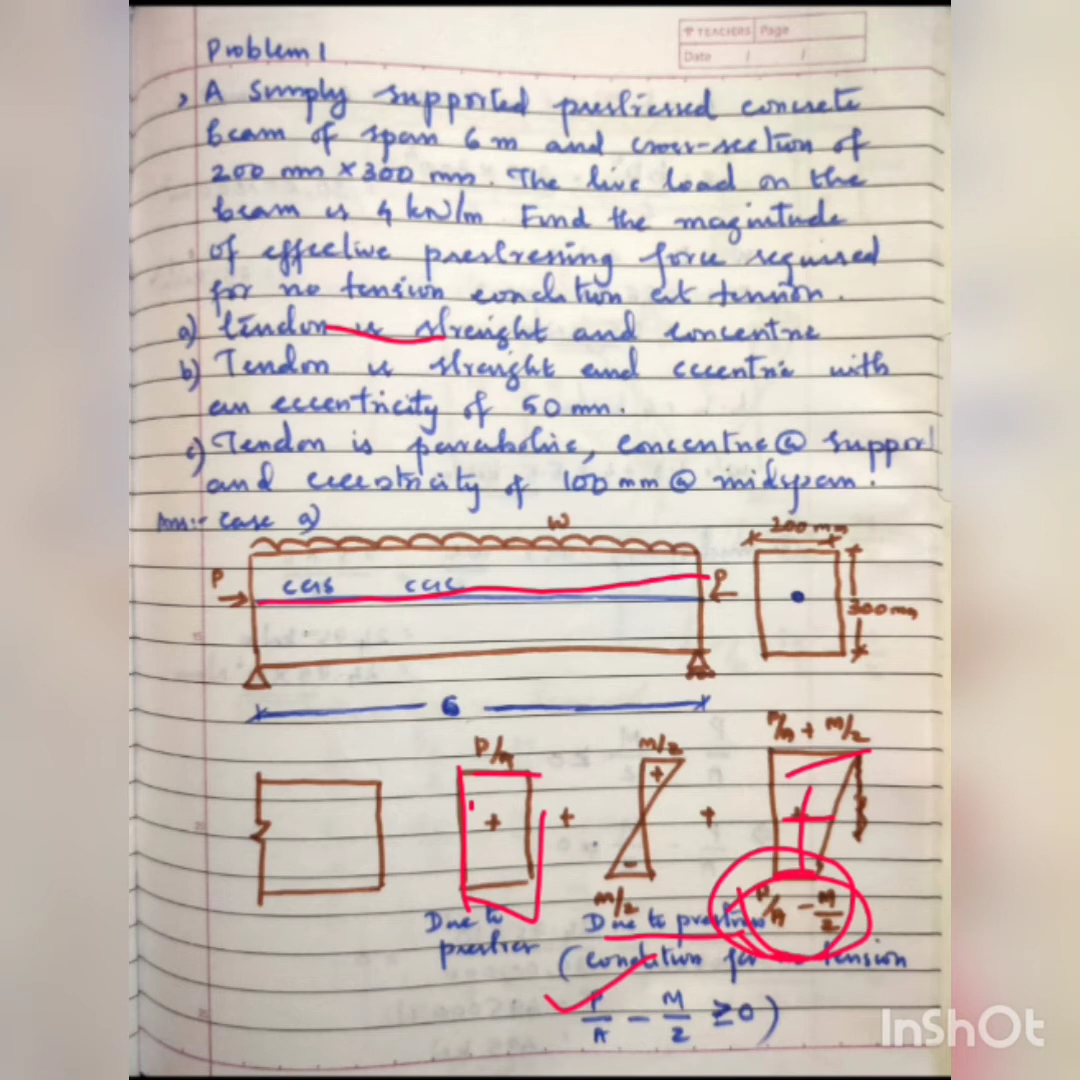 TEACHERS Page
Date / /
Problem 1
A simply supported prestressed concrete
beam of span 6 m and cross-section of
200 mm × 300 mm. The live load on the
beam is 4 kN/m Find the magnitude
of effective prestressing force required
for no tension condition at tension.
a) tendon is straight and concentric
b) Tendon is straight and eccentric with
an eccentricity of 50 mm.
c) Tendon is parabolic, concentric @ support
and eccentricity of 100 mm @ midspan.
Ans:- Case a)
W
200 mm
P
cgs cgc
P
300 mm
6
P/A
M/Z
P/A + M/Z
+
+
+
+
+
-
M/Z
P/A - M/Z
Due to
prestress
Due to prestress
(Condition for tension
P/A - M/Z ≥ 0)
InShOt